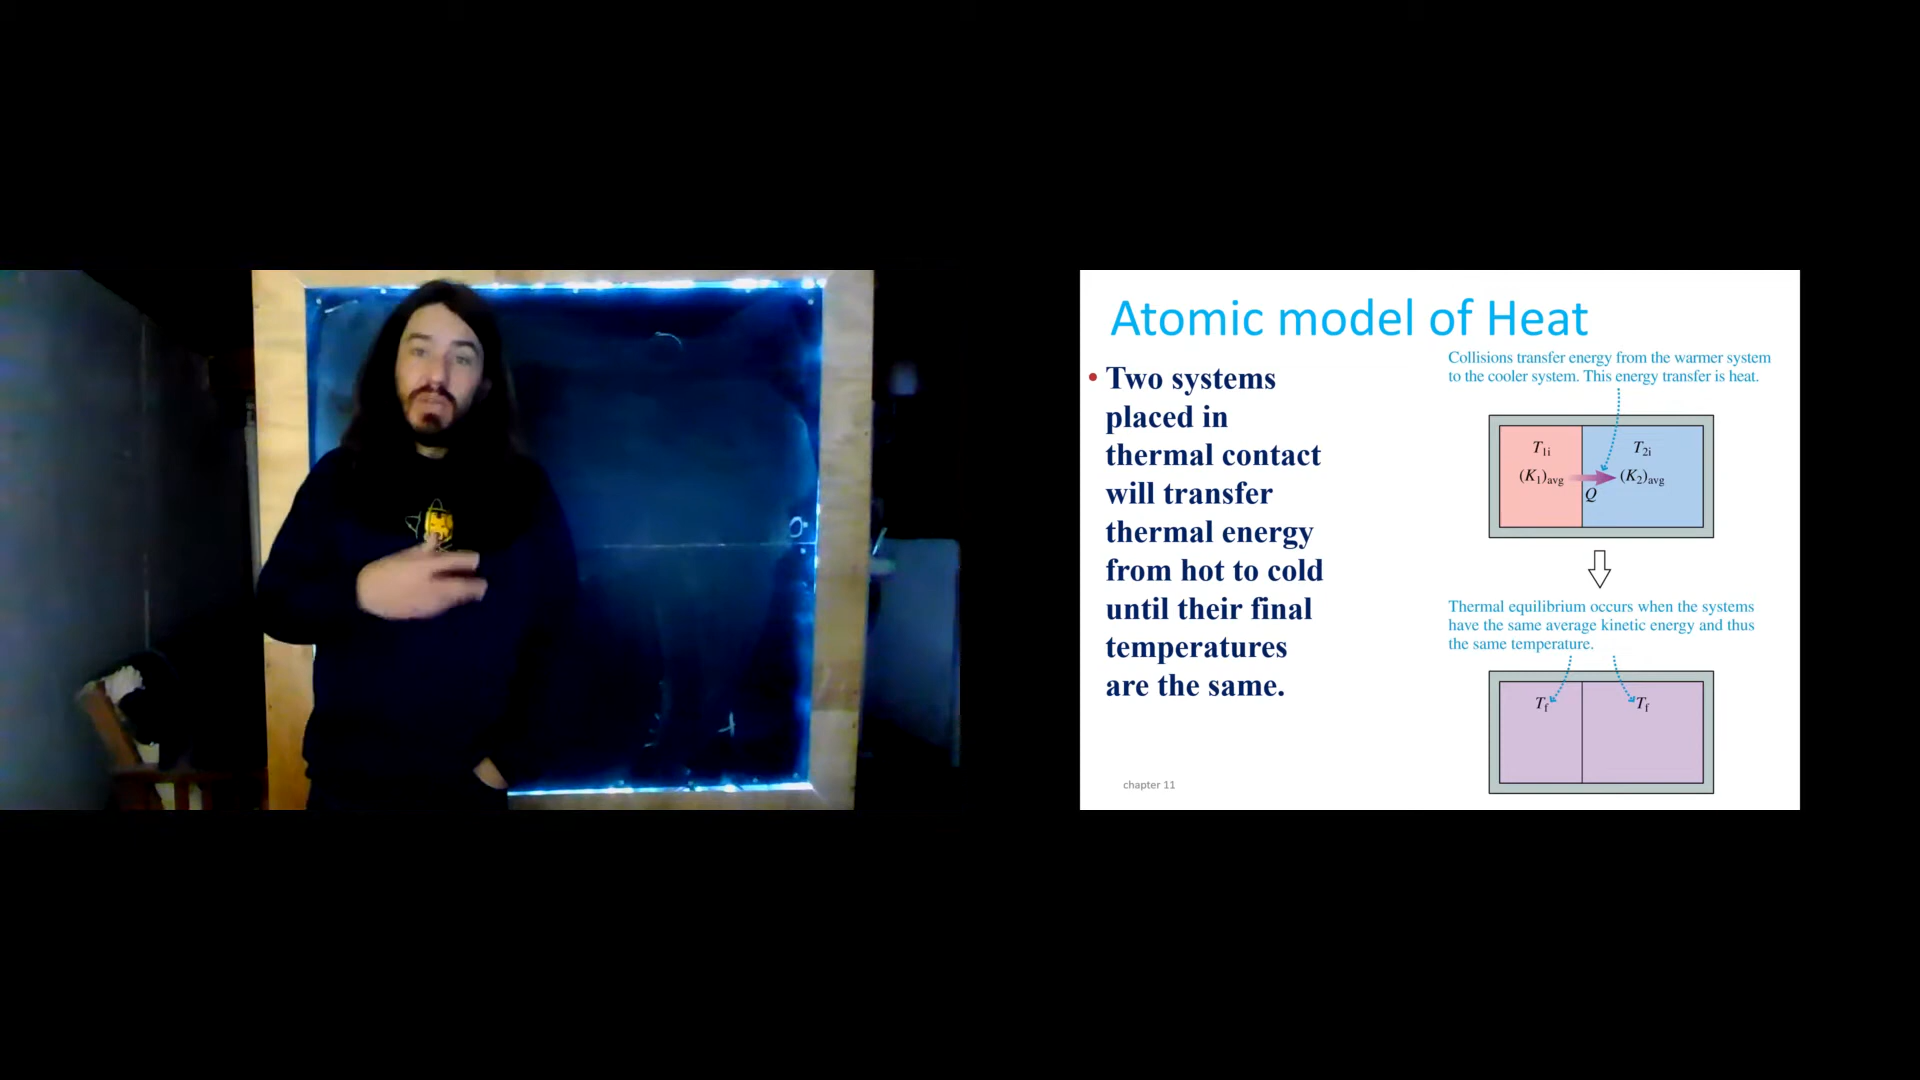 Atomic model of Heat
• Two systems
placed in
thermal contact
will transfer
thermal energy
from hot to cold
until their final
temperatures
are the same.
Collisions transfer energy from the warmer system
to the cooler system. This energy transfer is heat.
T1i T2i
(K1)avg (K2)avg
Q
Thermal equilibrium occurs when the systems
have the same average kinetic energy and thus
the same temperature.
Tf Tf
chapter 11